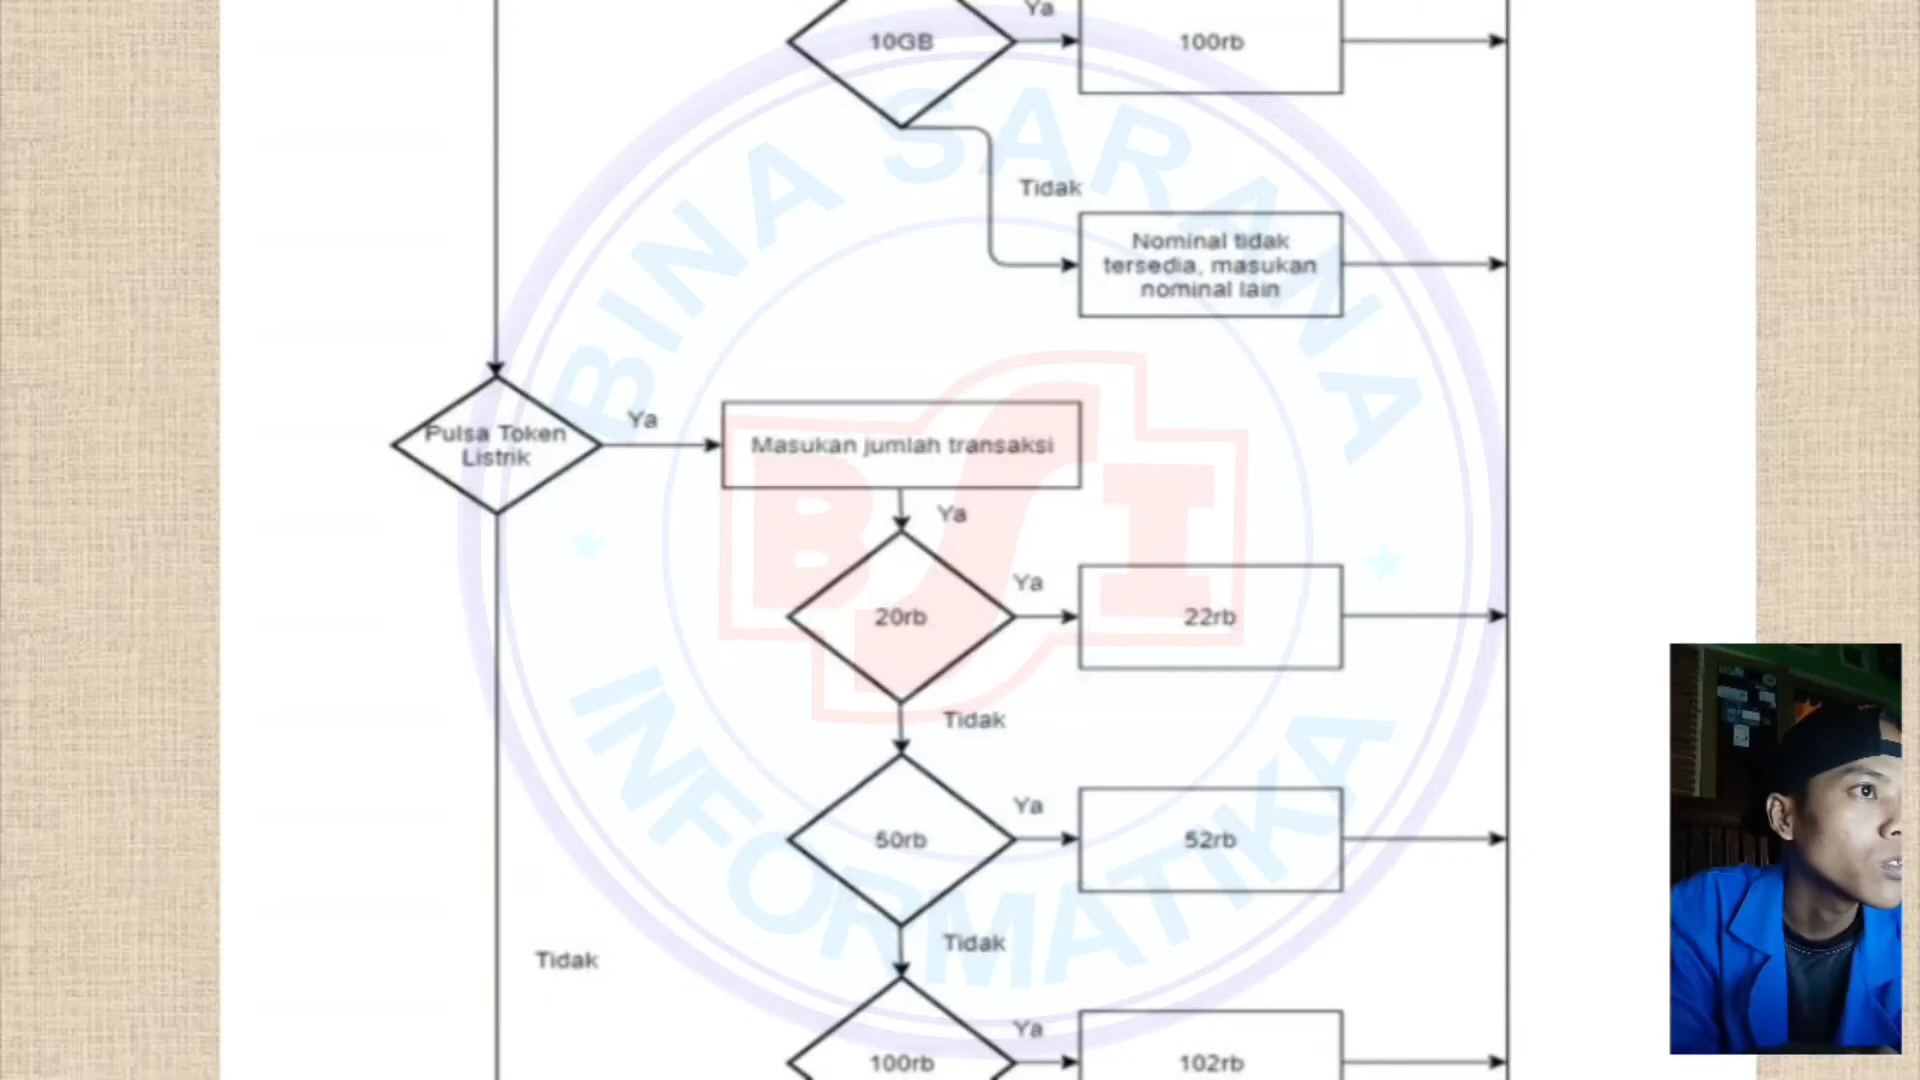 Ya
10GB
100rb
Tidak
Nominal tidak
tersedia, masukan
nominal lain
Pulsa Token
Listrik
Ya
Masukan jumlah transaksi
Ya
20rb
Ya
22rb
Tidak
50rb
Ya
52rb
Tidak
Tidak
100rb
Ya
102rb
BINA SARANA
INFORMATIKA
BSI